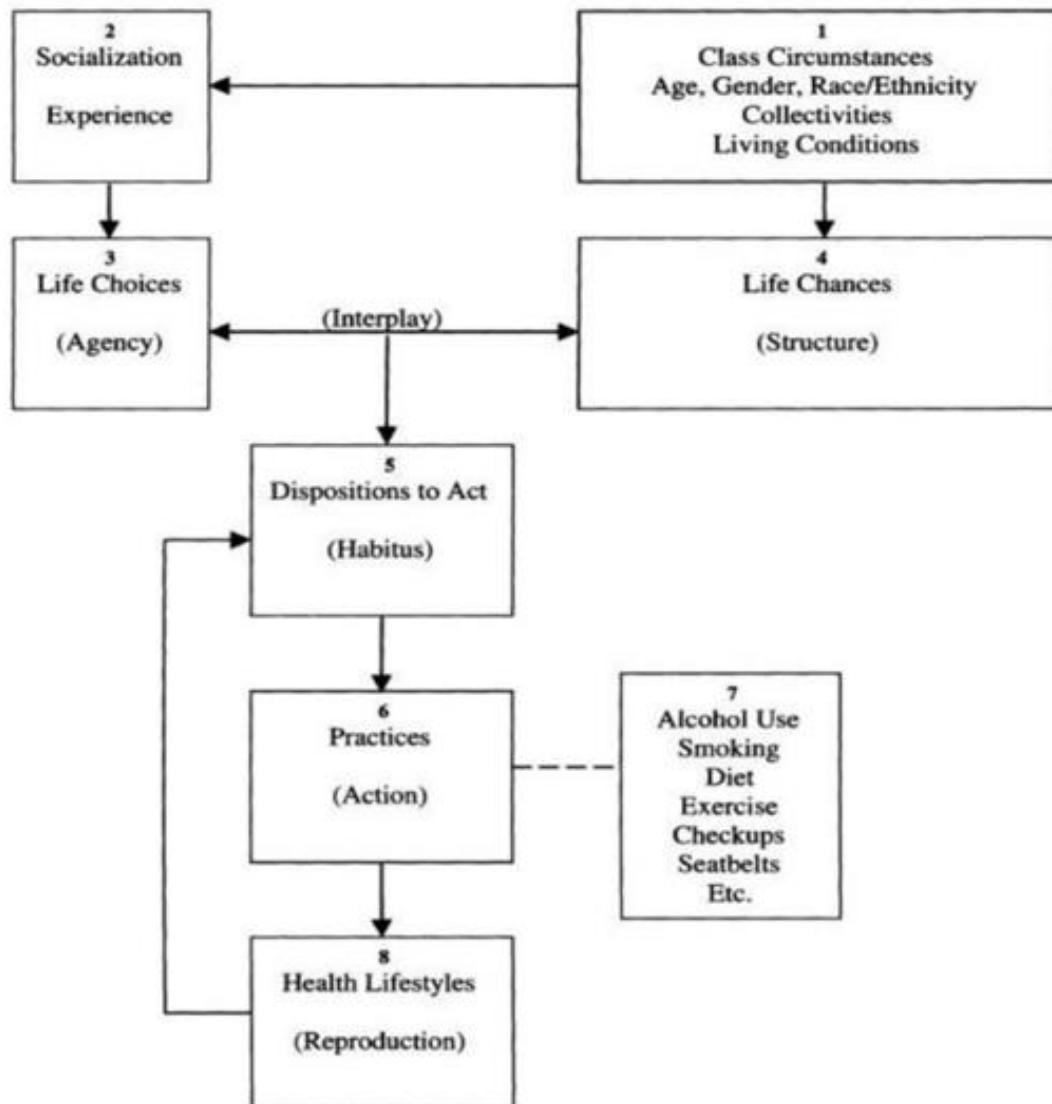 2
Socialization
Experience
1
Class Circumstances
Age, Gender, Race/Ethnicity
Collectivities
Living Conditions
3
Life Choices
(Agency)
(Interplay)
4
Life Chances
(Structure)
5
Dispositions to Act
(Habitus)
6
Practices
(Action)
7
Alcohol Use
Smoking
Diet
Exercise
Checkups
Seatbelts
Etc.
8
Health Lifestyles
(Reproduction)